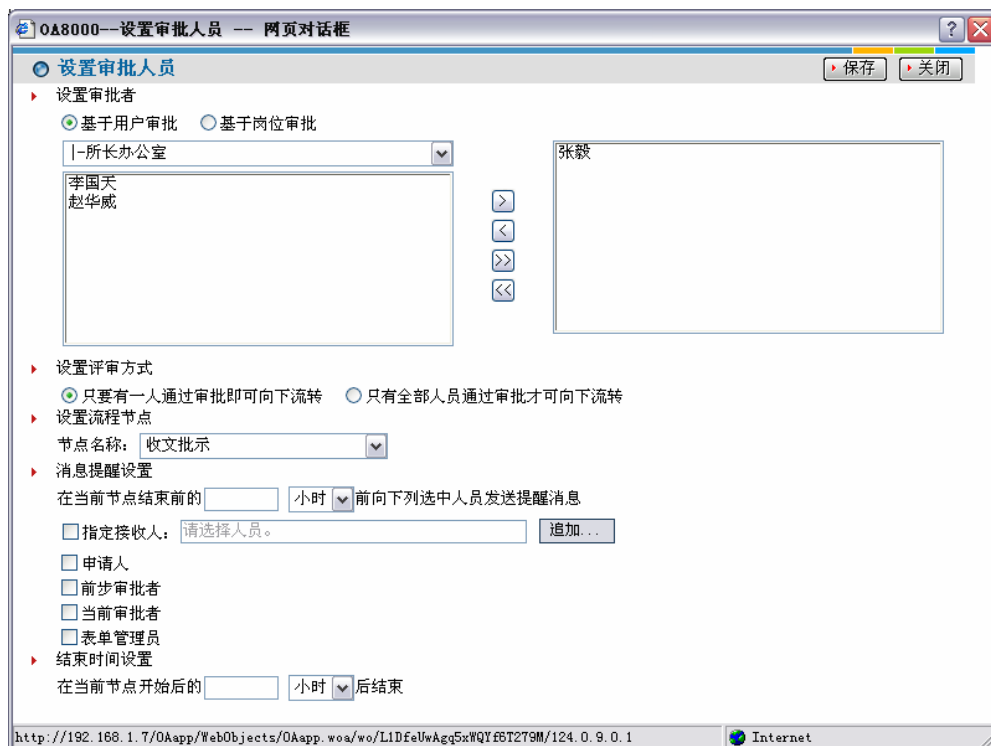 OA8000--设置审批人员 -- 网页对话框
设置审批人员 保存 关闭
设置审批者
基于用户审批 基于岗位审批
|-所长办公室 张毅
李国天
赵华威
>
<
>>
<<
设置评审方式
只要有一人通过审批即可向下流转 只有全部人员通过审批才可向下流转
设置流程节点
节点名称： 收文批示
消息提醒设置
在当前节点结束前的 小时 前向下列选中人员发送提醒消息
指定接收人： 请选择人员。 追加...
申请人
前步审批者
当前审批者
表单管理员
结束时间设置
在当前节点开始后的 小时 后结束
http://192.168.1.7/OAapp/WebObjects/OAapp.woa/wo/L1DfeUwAgq5xWQYf6T279M/124.0.9.0.1 Internet